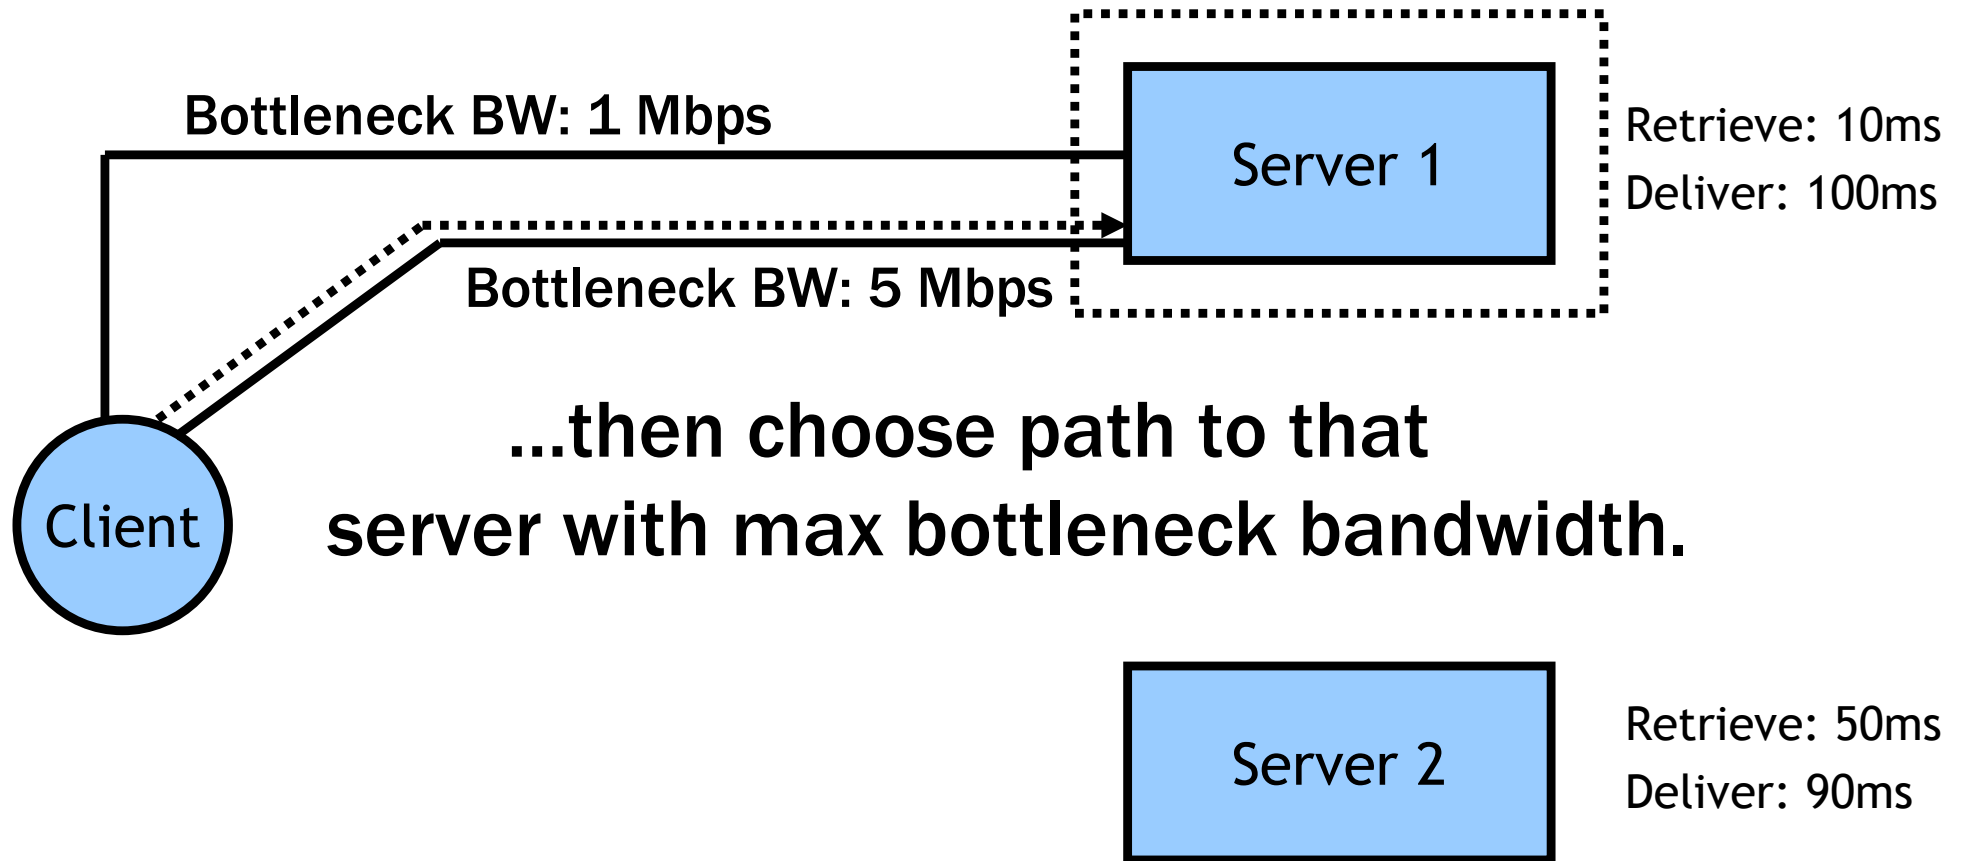 Bottleneck BW: 1 Mbps
Server 1
Retrieve: 10ms
Deliver: 100ms
Bottleneck BW: 5 Mbps
...then choose path to that
server with max bottleneck bandwidth.
Client
Server 2
Retrieve: 50ms
Deliver: 90ms